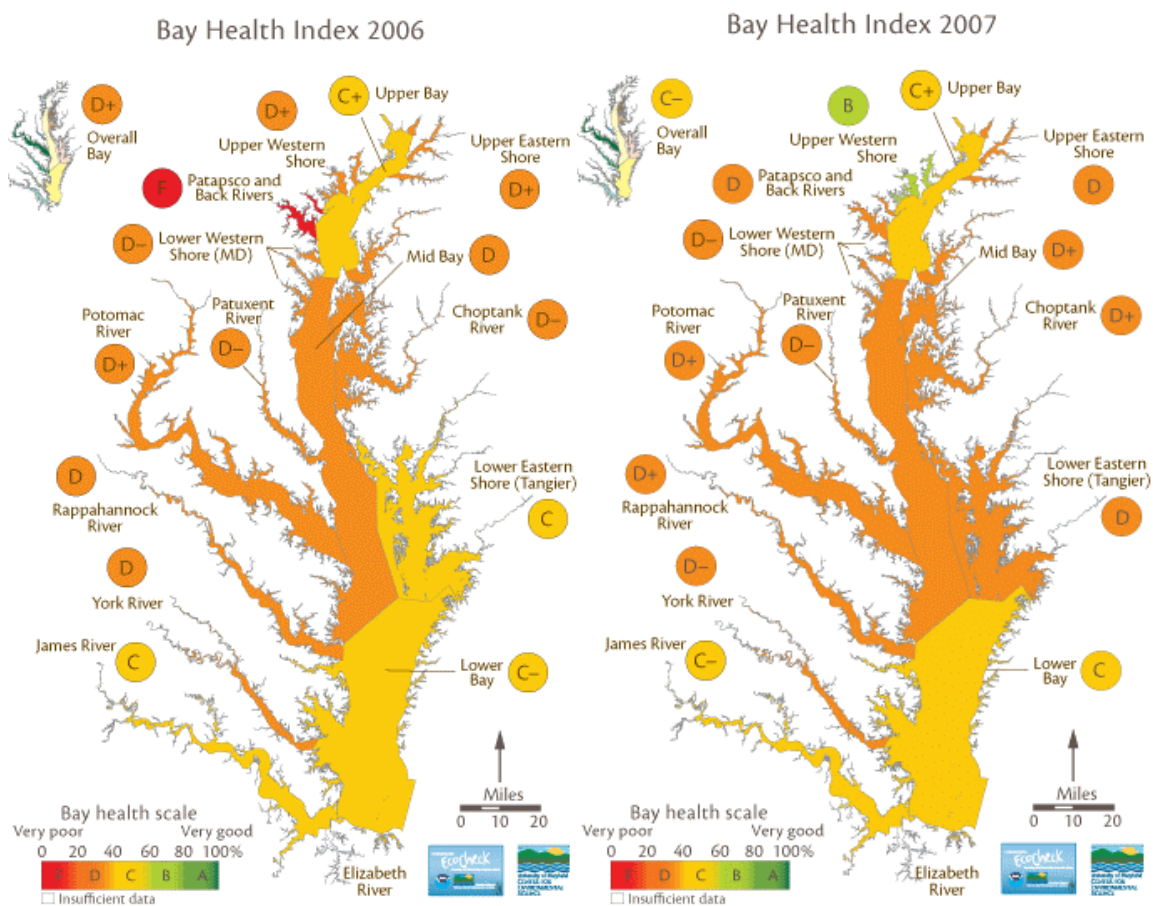 Bay Health Index 2006
D+
Overall
Bay
D+
Upper Western
Shore
C+
Upper Bay
Upper Eastern
Shore
D+
F
Patapsco and
Back Rivers
D–
Lower Western
Shore (MD)
Mid Bay
D
Potomac
River
D+
Patuxent
River
D–
Choptank
River
D–
D
Rappahannock
River
Lower Eastern
Shore (Tangier)
C
D
York River
James River
C
Lower
Bay
C–
Miles
0 10 20
Bay health scale
Very poor Very good
0 20 40 60 80 100%
F D C B A
Insufficient data
Elizabeth
River
EcoCheck
Bay Health Index 2007
C–
Overall
Bay
B
Upper Western
Shore
C+
Upper Bay
Upper Eastern
Shore
D
D
Patapsco and
Back Rivers
D–
Lower Western
Shore (MD)
Mid Bay
D+
Potomac
River
D+
Patuxent
River
D–
Choptank
River
D+
D+
Rappahannock
River
Lower Eastern
Shore (Tangier)
D
D–
York River
James River
C–
Lower
Bay
C
Miles
0 10 20
Bay health scale
Very poor Very good
0 20 40 60 80 100%
F D C B A
Insufficient data
Elizabeth
River
EcoCheck